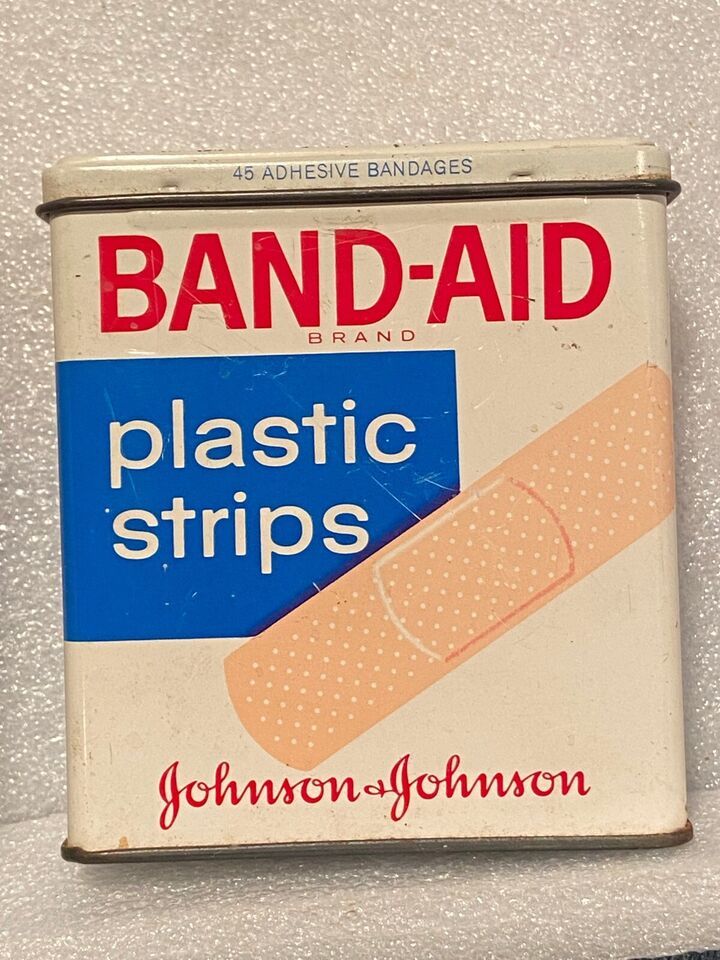 45 ADHESIVE BANDAGES
BAND-AID
BRAND
plastic
strips
Johnson & Johnson